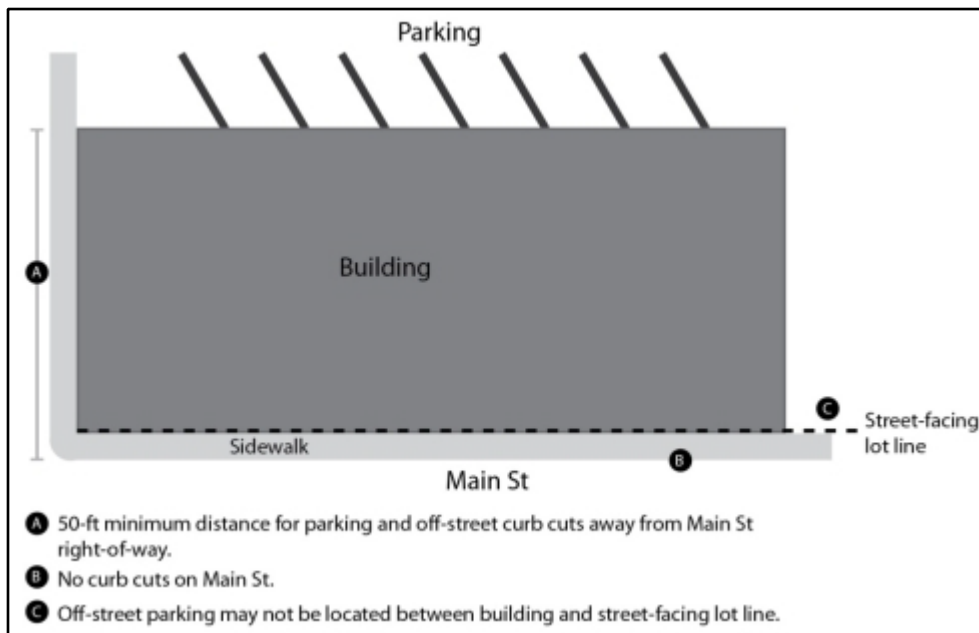 Parking
Building
A
C
Street-facing
lot line
Sidewalk
B
Main St
A 50-ft minimum distance for parking and off-street curb cuts away from Main St
right-of-way.
B No curb cuts on Main St.
C Off-street parking may not be located between building and street-facing lot line.